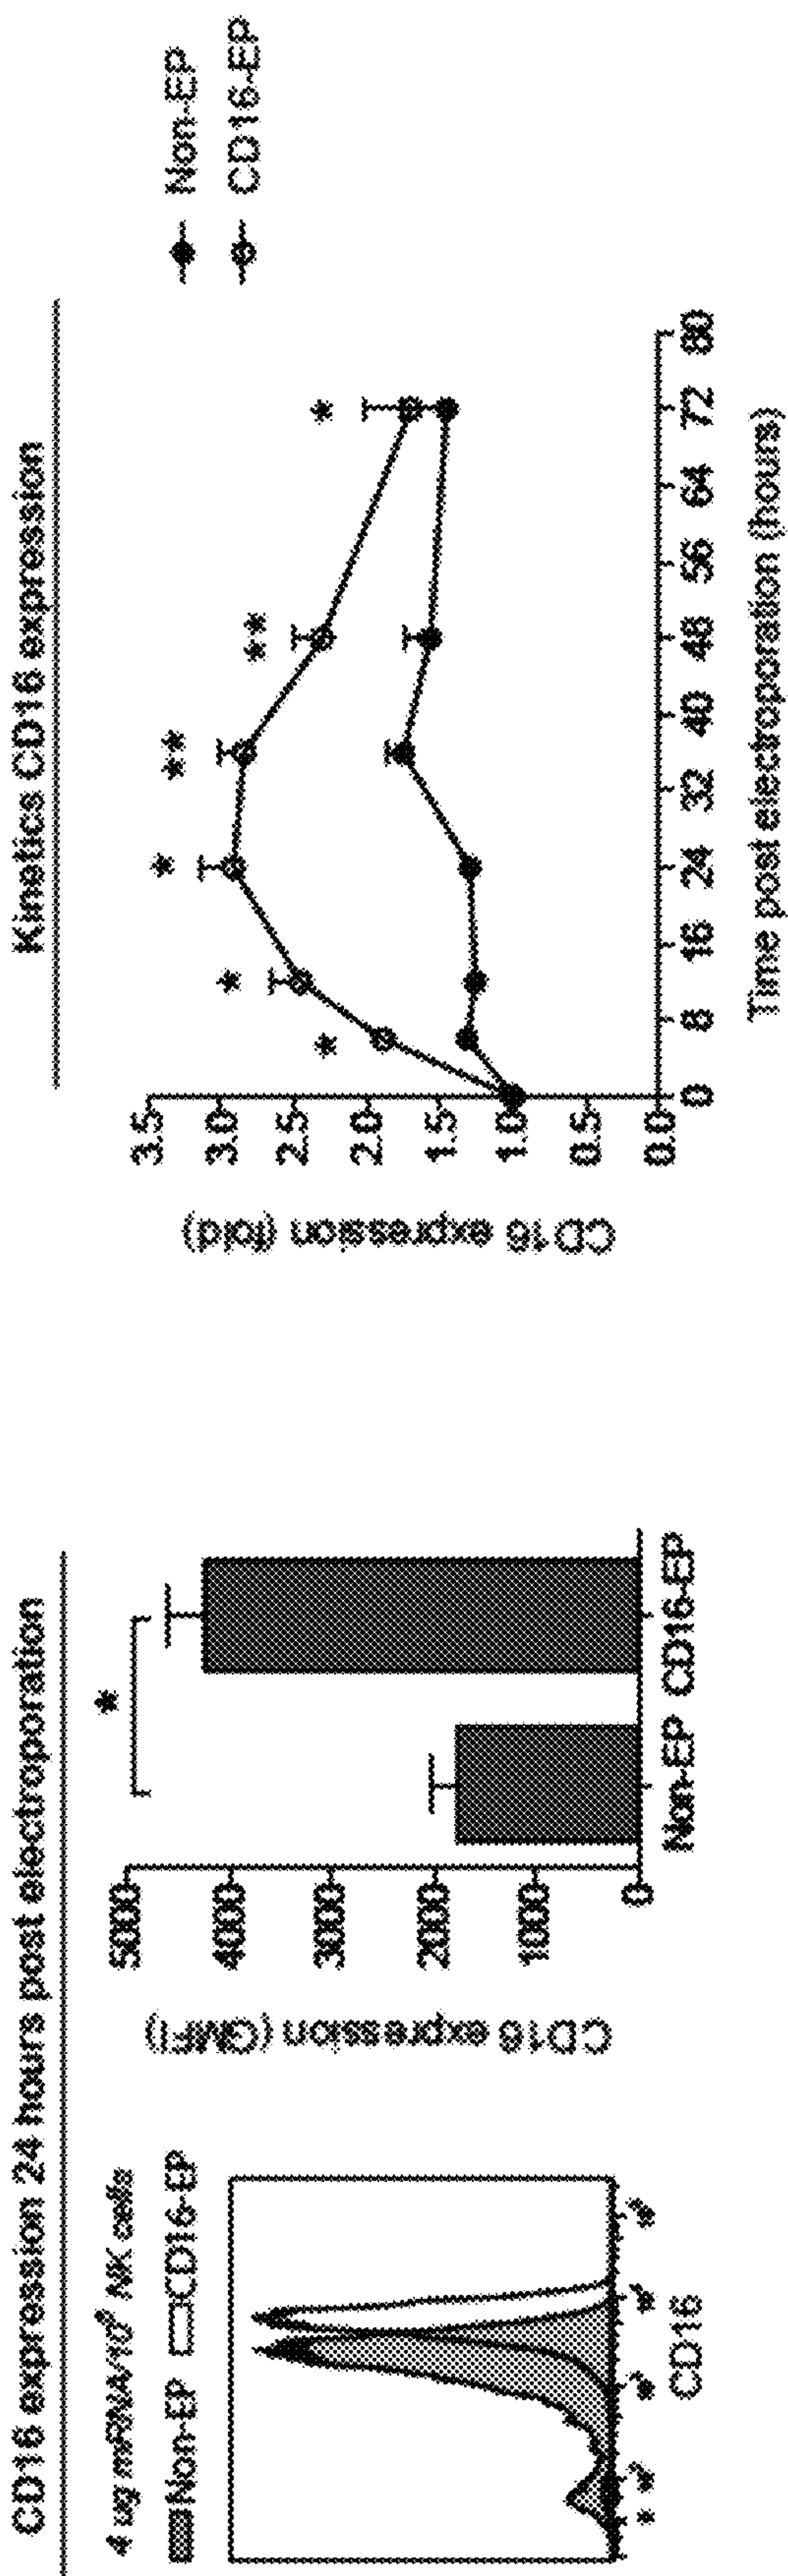 CD16 expression 24 hours post electroporation
4 ug mRNA/10⁶ NK cells
Non-EP CD16-EP
CD16
CD16 expression (GMFI)
5000
4000
3000
2000
1000
0
*
Non-EP CD16-EP
Kinetics CD16 expression
CD16 expression (fold)
3.5
3.0
2.5
2.0
1.5
1.0
0.5
0.0
* * * ** ** *
0 8 16 24 32 40 48 56 64 72 80
Time post electroporation (hours)
Non-EP
CD16-EP